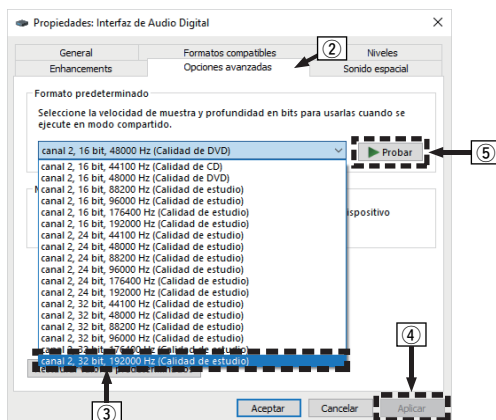 Propiedades: Interfaz de Audio Digital
General Formatos compatibles ② Niveles
Enhancements Opciones avanzadas Sonido espacial
Formato predeterminado
Seleccione la velocidad de muestra y profundidad en bits para usarlas cuando se
ejecute en modo compartido.
canal 2, 16 bit, 48000 Hz (Calidad de DVD) Probar ⑤
canal 2, 16 bit, 44100 Hz (Calidad de CD)
canal 2, 16 bit, 48000 Hz (Calidad de DVD)
canal 2, 16 bit, 88200 Hz (Calidad de estudio)
canal 2, 16 bit, 96000 Hz (Calidad de estudio)
canal 2, 16 bit, 176400 Hz (Calidad de estudio)
canal 2, 16 bit, 192000 Hz (Calidad de estudio)
canal 2, 24 bit, 44100 Hz (Calidad de estudio)
canal 2, 24 bit, 48000 Hz (Calidad de estudio)
canal 2, 24 bit, 88200 Hz (Calidad de estudio)
canal 2, 24 bit, 96000 Hz (Calidad de estudio)
canal 2, 24 bit, 176400 Hz (Calidad de estudio)
canal 2, 24 bit, 192000 Hz (Calidad de estudio)
canal 2, 32 bit, 44100 Hz (Calidad de estudio)
canal 2, 32 bit, 48000 Hz (Calidad de estudio)
canal 2, 32 bit, 88200 Hz (Calidad de estudio)
canal 2, 32 bit, 96000 Hz (Calidad de estudio)
canal 2, 32 bit, 176400 Hz (Calidad de estudio)
canal 2, 32 bit, 192000 Hz (Calidad de estudio)
④
③
Aceptar Cancelar Aplicar